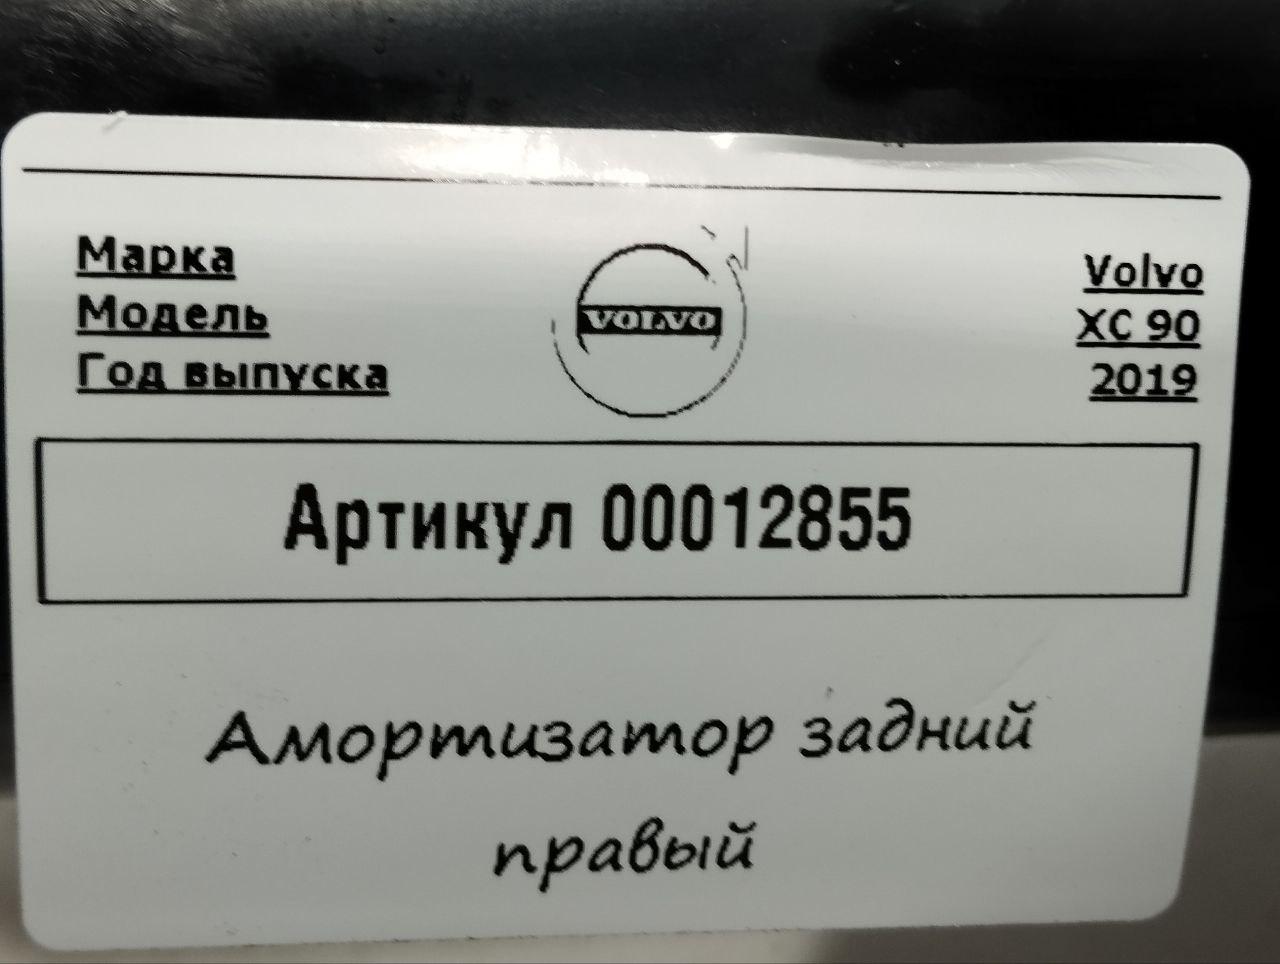 Марка
Модель
Год выпуска
VOLVO
Volvo
XC 90
2019
Артикул 00012855
Амортизатор задний
правый